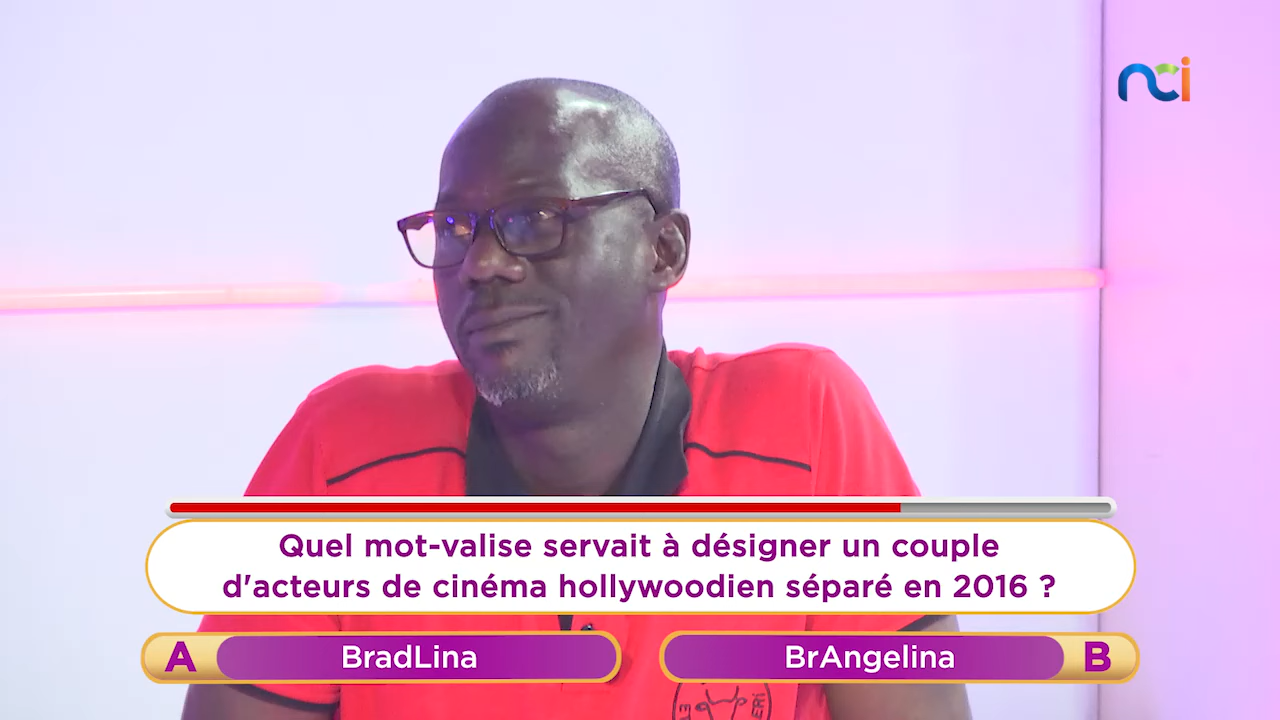 nci
Quel mot-valise servait à désigner un couple
d'acteurs de cinéma hollywoodien séparé en 2016 ?
A BradLina
BrAngelina B